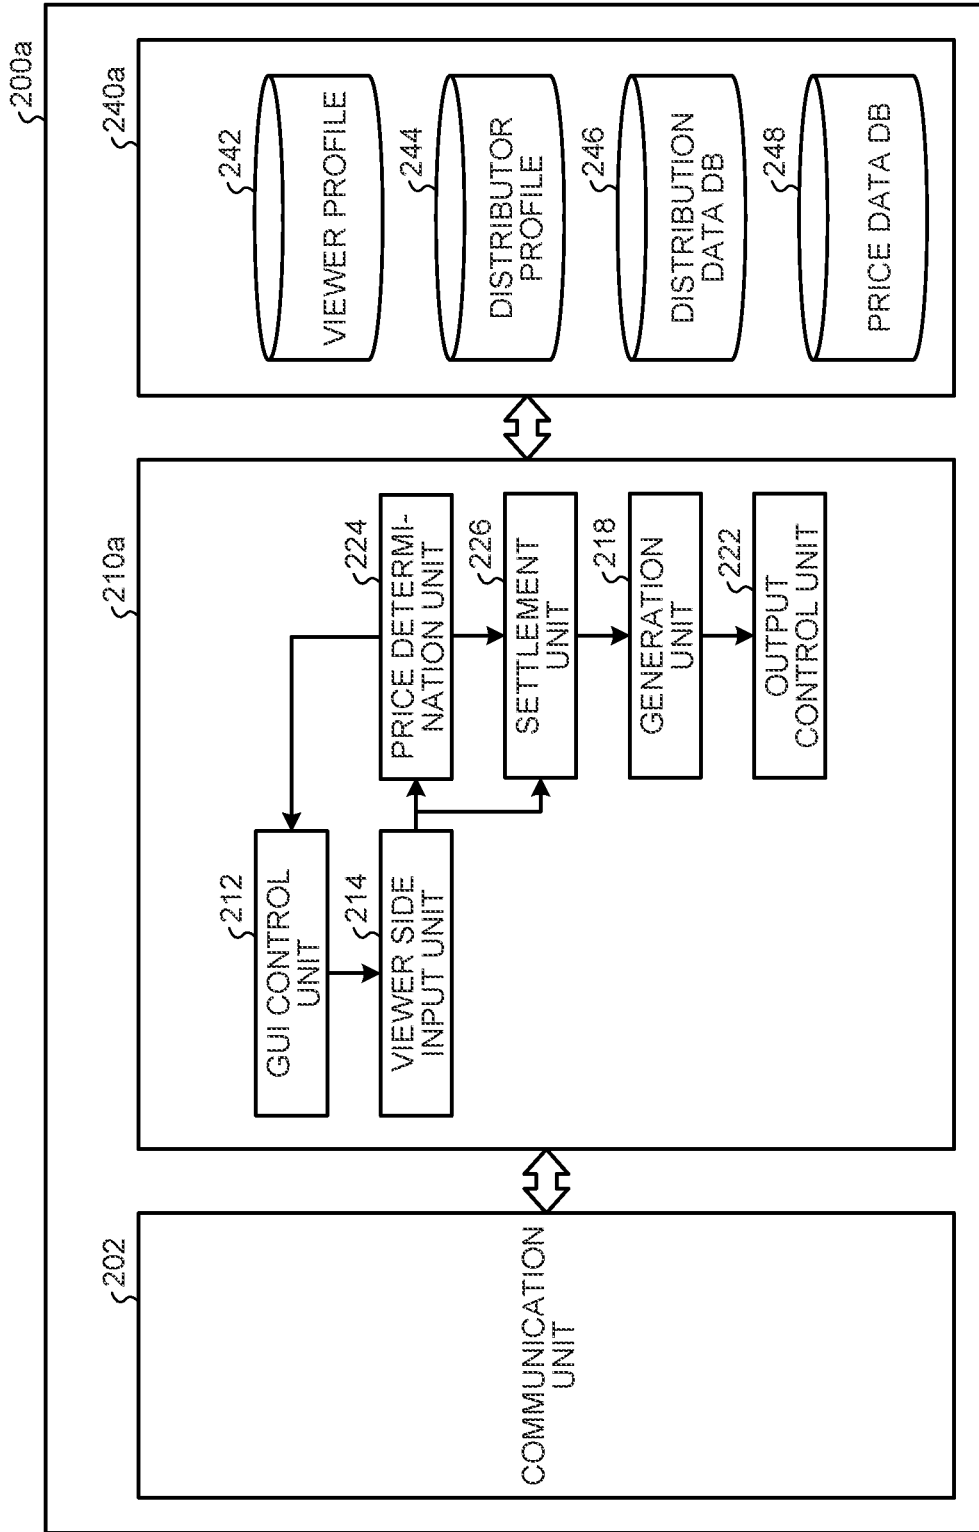 200a
202
COMMUNICATION
UNIT
210a
212
GUI CONTROL
UNIT
214
VIEWER SIDE
INPUT UNIT
224
PRICE DETERMI-
NATION UNIT
226
SETTLEMENT
UNIT
218
GENERATION
UNIT
222
OUTPUT
CONTROL UNIT
240a
242
VIEWER PROFILE
244
DISTRIBUTOR
PROFILE
246
DISTRIBUTION
DATA DB
248
PRICE DATA DB